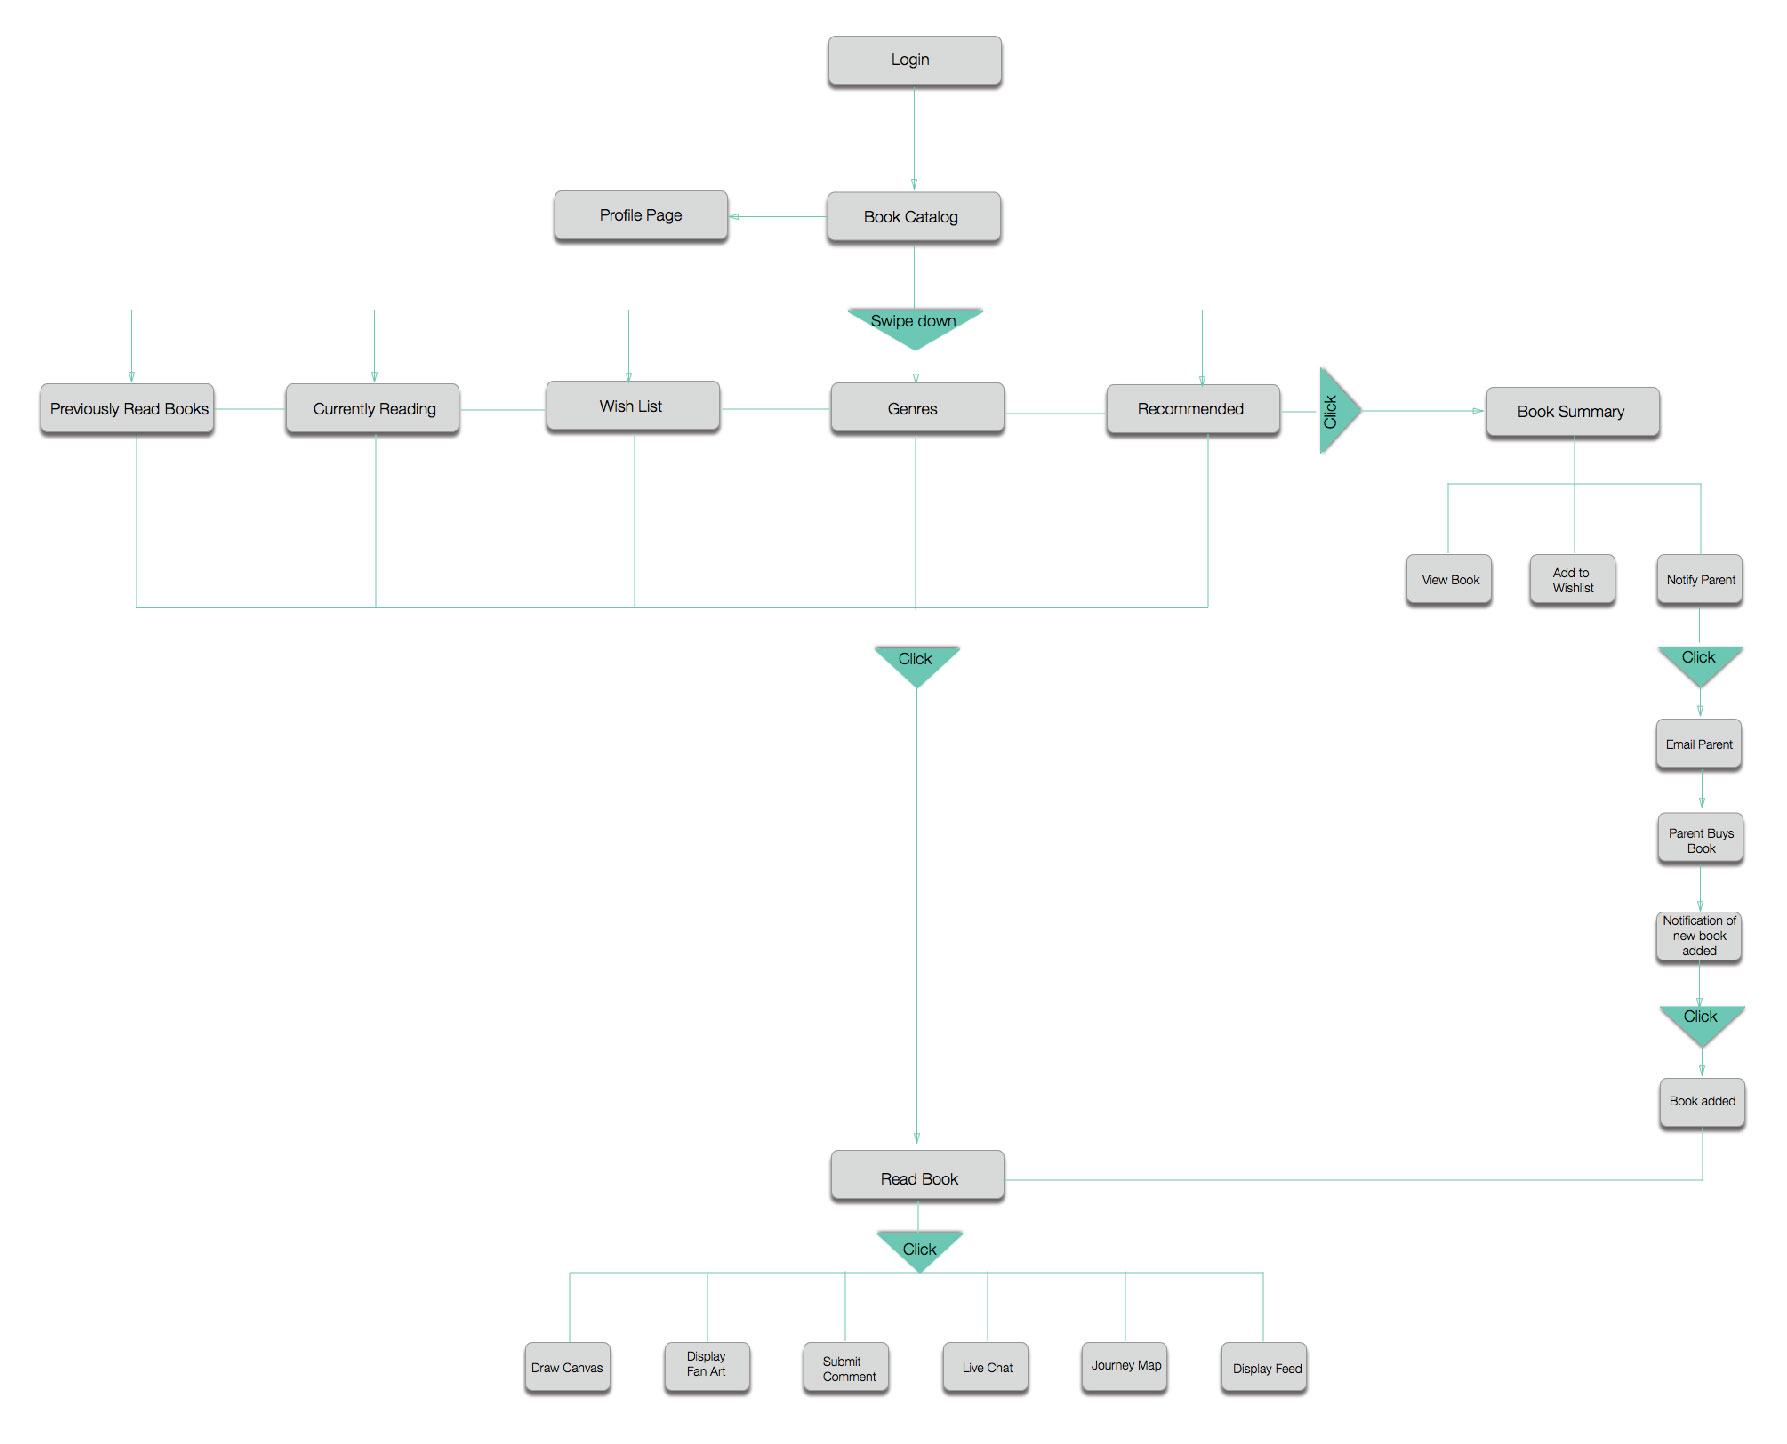 Login
Profile Page
Book Catalog
Swipe down
Previously Read Books
Currently Reading
Wish List
Genres
Recommended
Click
Book Summary
View Book
Add to
Wishlist
Notify Parent
Click
Click
Email Parent
Parent Buys
Book
Notification of
new book
added
Click
Book added
Read Book
Click
Draw Canvas
Display
Fan Art
Submit
Comment
Live Chat
Journey Map
Display Feed